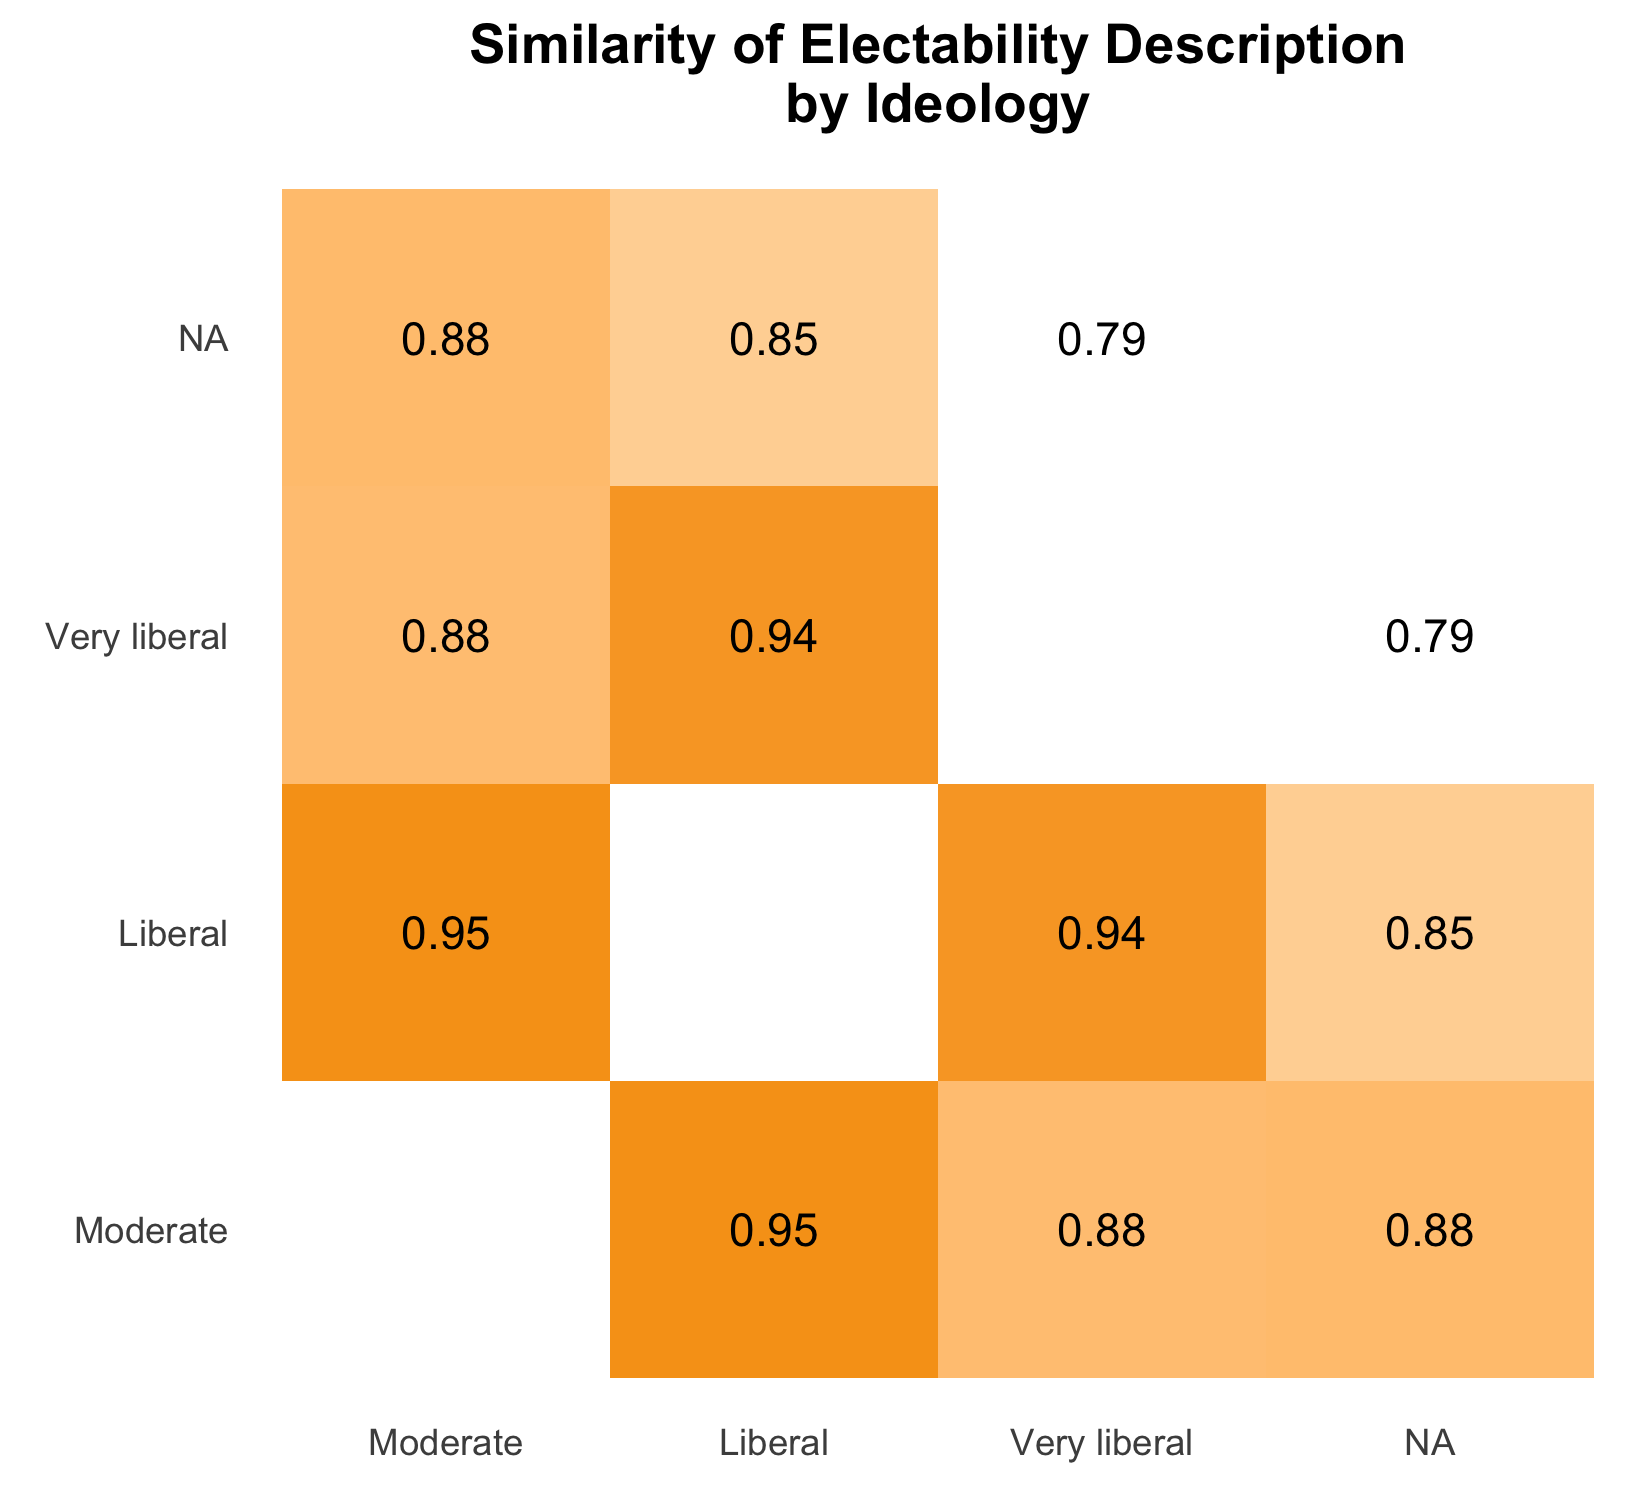 Similarity of Electability Description
by Ideology
NA 0.88 0.85 0.79
Very liberal 0.88 0.94 0.79
Liberal 0.95 0.94 0.85
Moderate 0.95 0.88 0.88
Moderate Liberal Very liberal NA